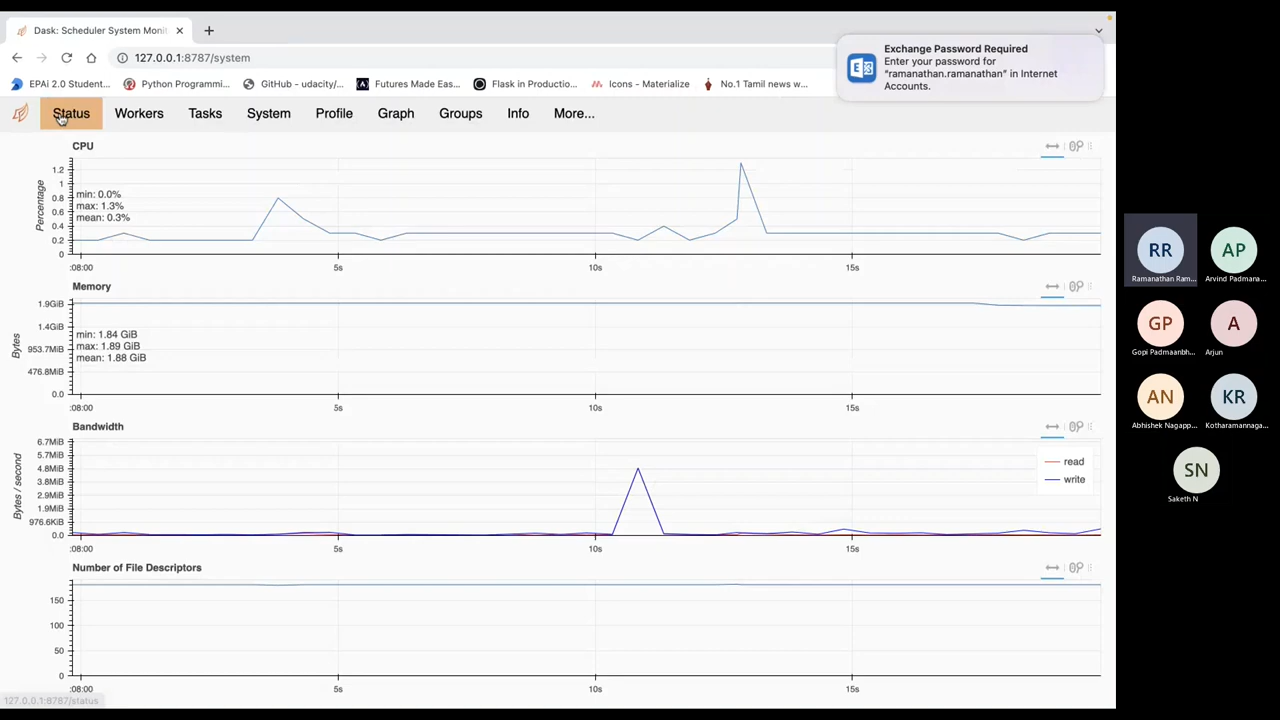 Dask: Scheduler System Monit
127.0.0.1:8787/system
Exchange Password Required
Enter your password for
"ramanathan.ramanathan" in Internet
Accounts.
EPAi 2.0 Student...
Python Programmi...
GitHub - udacity/...
Futures Made Eas...
Flask in Productio...
Icons - Materialize
No.1 Tamil news w...
Status
Workers
Tasks
System
Profile
Graph
Groups
Info
More...
CPU
Percentage
1.2
1
0.8
0.6
0.4
0.2
0
min: 0.0%
max: 1.3%
mean: 0.3%
:08:00
5s
10s
15s
Memory
Bytes
1.9GiB
1.4GiB
953.7MiB
476.8MiB
0.0
min: 1.84 GiB
max: 1.89 GiB
mean: 1.88 GiB
:08:00
5s
10s
15s
Bandwidth
Bytes / second
6.7MiB
5.7MiB
4.8MiB
3.8MiB
2.9MiB
1.9MiB
976.6KiB
0.0
read
write
:08:00
5s
10s
15s
Number of File Descriptors
150
100
50
0
:08:00
5s
10s
15s
127.0.0.1:8787/status
RR
Ramanathan Ram...
AP
Arvind Padmana...
GP
Gopi Padmaanbh...
A
Arjun
AN
Abhishek Nagapp...
KR
Kotharamannaga...
SN
Saketh N